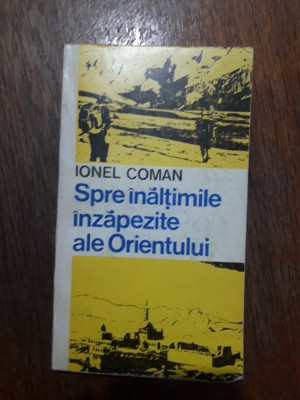 IONEL COMAN
Spre înălțimile
înzăpezite
ale Orientului